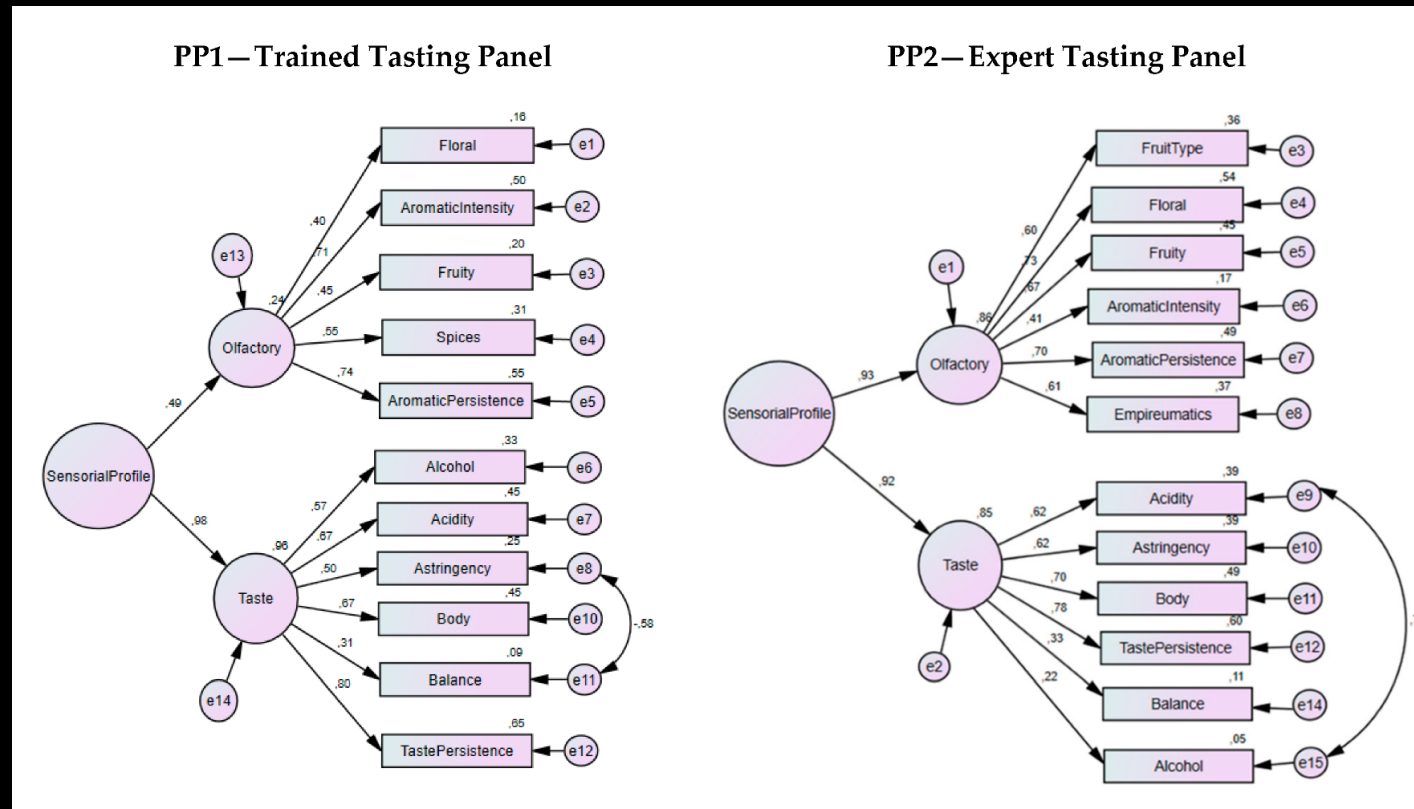 PP1—Trained Tasting Panel
,16
Floral
e1
,50
AromaticIntensity
e2
,40
,20
Fruity
e3
,71
e13
,24
,45
,31
Spices
e4
,55
Olfactory
,74
,55
AromaticPersistence
e5
,49
SensorialProfile
,33
Alcohol
e6
,98
,57
,45
Acidity
e7
,96
,67
,25
Astringency
e8
,50
Taste
,67
,45
Body
e10
-,58
,31
,09
Balance
e11
,80
e14
,65
TastePersistence
e12
PP2—Expert Tasting Panel
,36
FruitType
e3
,54
Floral
e4
,60
,45
Fruity
e5
,73
e1
,67
,17
AromaticIntensity
e6
,86
,41
,49
AromaticPersistence
e7
,70
Olfactory
,61
,37
Empireumatics
e8
,93
SensorialProfile
,92
,39
Acidity
e9
,85
,62
,39
Astringency
e10
,62
Taste
,70
,49
Body
e11
,78
,60
TastePersistence
e12
,33
e2
,22
,11
Balance
e14
,05
Alcohol
e15